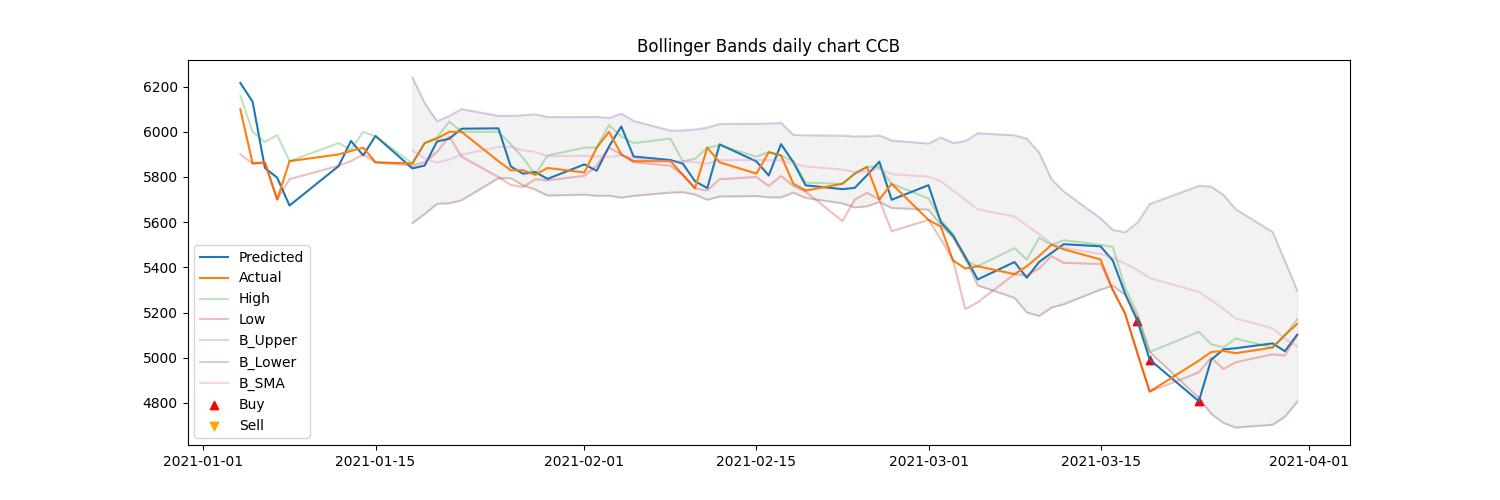 Bollinger Bands daily chart CCB
6200
6000
5800
5600
5400
5200
5000
4800
Predicted
Actual
High
Low
B_Upper
B_Lower
B_SMA
Buy
Sell
2021-01-01 2021-01-15 2021-02-01 2021-02-15 2021-03-01 2021-03-15 2021-04-01